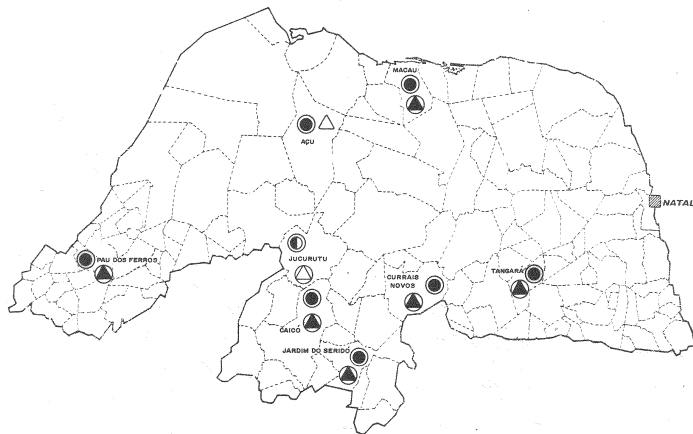 MACAU
AÇU
NATAL
PAU DOS FERROS
JUCURUTU
CURRAIS
NOVOS
TANGARÁ
CAICÓ
JARDIM DO SERIDÓ